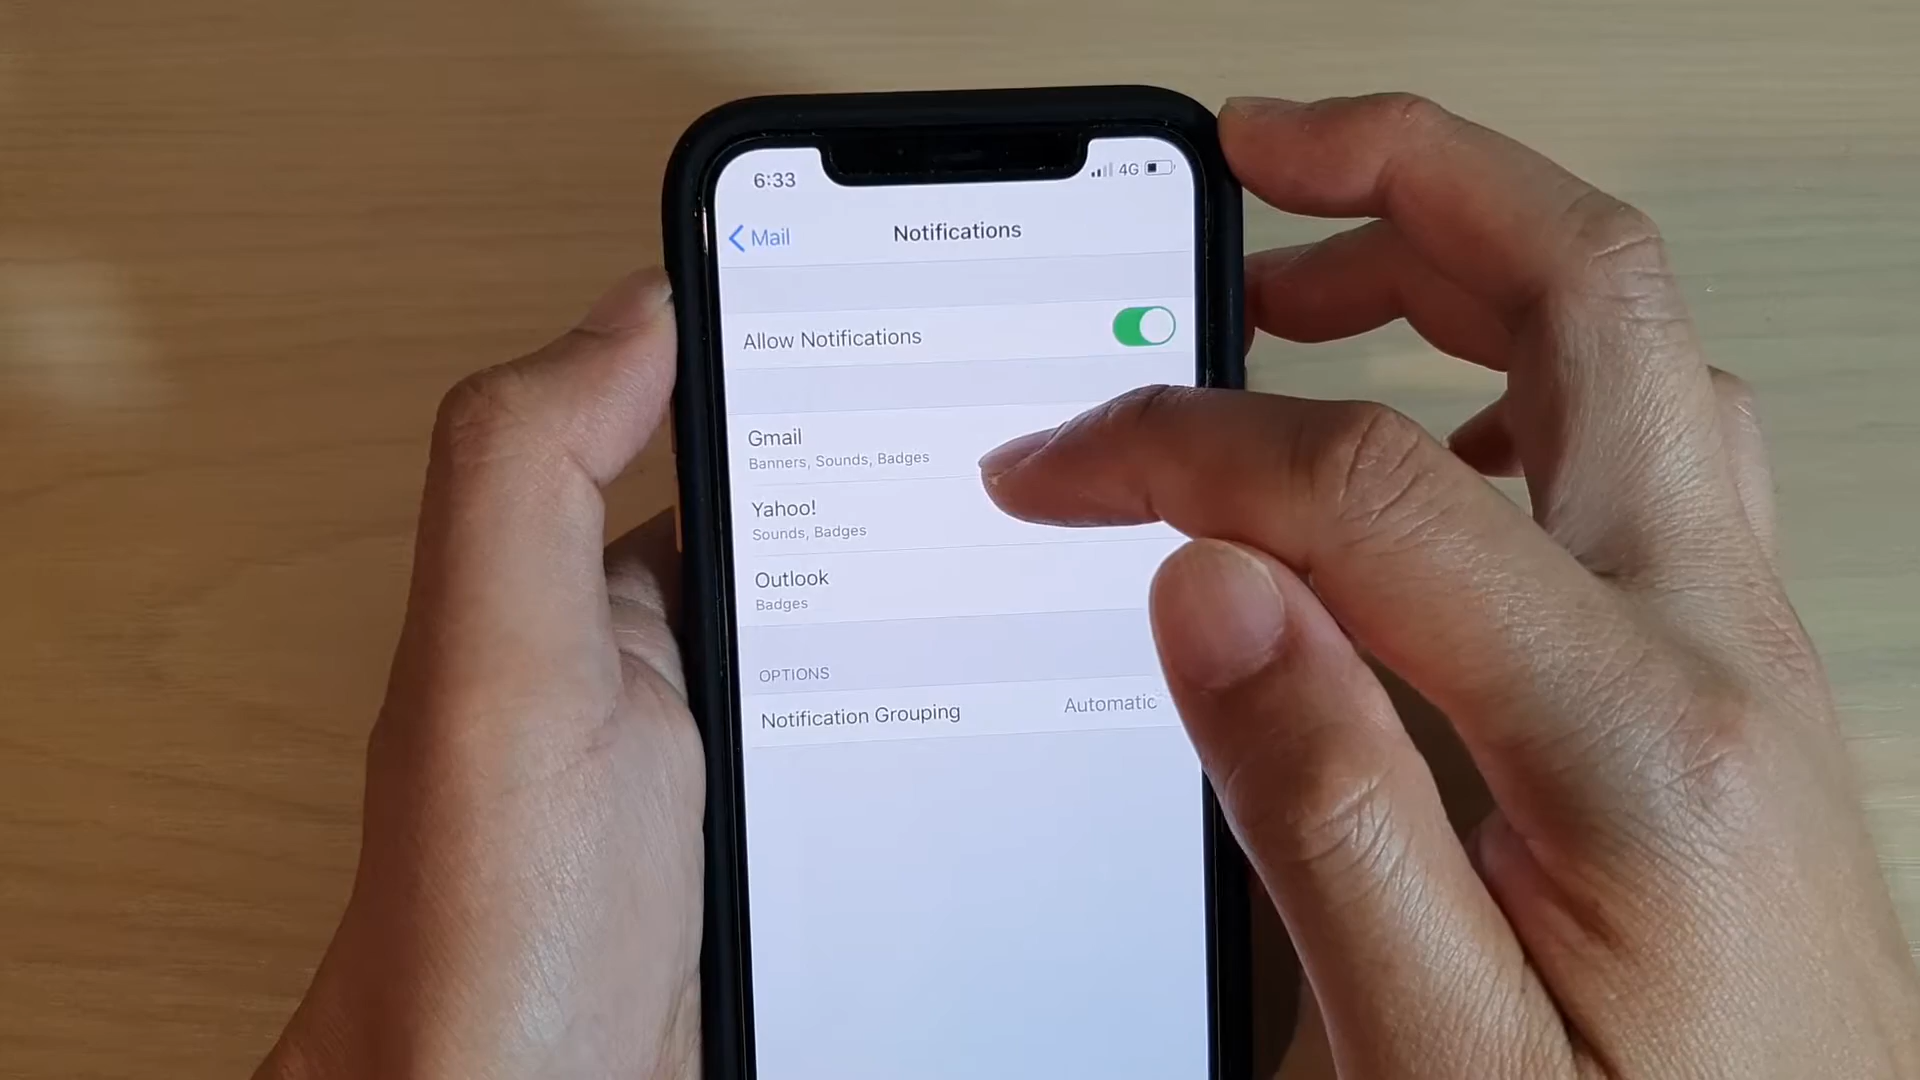 6:33
4G
Mail
Notifications
Allow Notifications
Gmail
Banners, Sounds, Badges
Yahoo!
Sounds, Badges
Outlook
Badges
OPTIONS
Notification Grouping
Automatic